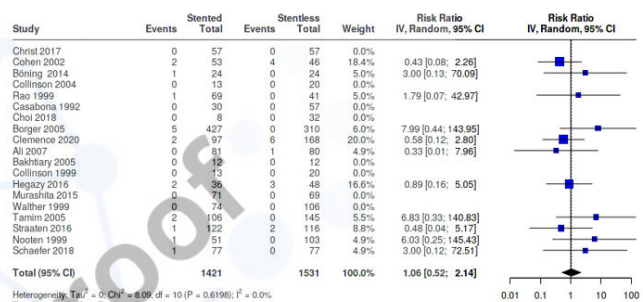 Stented Stentless Risk Ratio Risk Ratio
Study Events Total Events Total Weight IV, Random, 95% CI IV, Random, 95% CI
Christ 2017 0 57 0 57 0.0%
Cohen 2002 2 53 4 46 18.4% 0.43 [0.08; 2.26]
Böning 2014 1 24 0 24 5.0% 3.00 [0.13; 70.09]
Collinson 2004 0 13 0 20 0.0%
Rao 1999 1 69 0 41 5.0% 1.79 [0.07; 42.97]
Casabona 1992 0 30 0 57 0.0%
Choi 2018 0 8 0 32 0.0%
Borger 2005 5 427 0 310 6.0% 7.99 [0.44; 143.95]
Clemence 2020 2 97 6 168 20.0% 0.58 [0.12; 2.80]
Ali 2007 0 81 1 80 4.9% 0.33 [0.01; 7.96]
Bakhtiary 2005 0 12 0 12 0.0%
Collinson 1999 0 13 0 20 0.0%
Hegazy 2016 2 36 3 48 16.6% 0.89 [0.16; 5.05]
Murashita 2015 0 71 0 69 0.0%
Walther 1999 0 74 0 106 0.0%
Tamim 2005 2 106 0 145 5.5% 6.83 [0.33; 140.83]
Straaten 2016 1 122 2 116 8.8% 0.48 [0.04; 5.17]
Nooten 1999 1 51 0 103 4.9% 6.03 [0.25; 145.43]
Schaefer 2018 1 77 0 77 4.9% 3.00 [0.12; 72.51]
Total (95% CI) 1421 1531 100.0% 1.06 [0.52; 2.14]
Heterogeneity: Tau² = 0; Chi² = 8.09, df = 10 (P = 0.6198); I² = 0.0%
0.01 0.1 1 10 100
roof